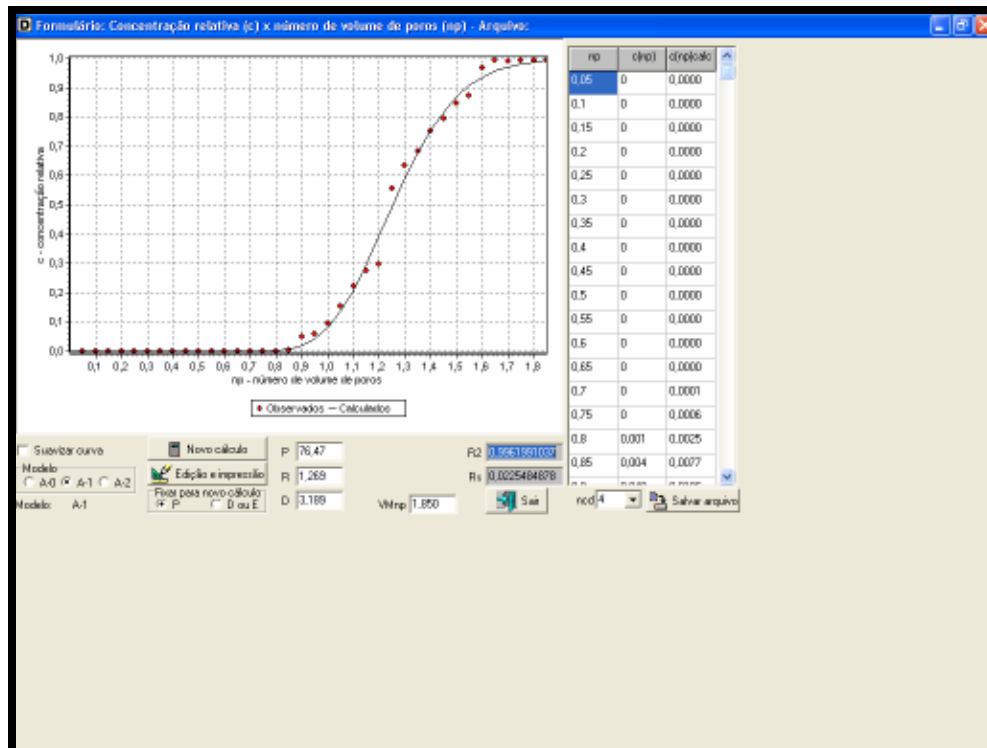 Formulário: Concentração relativa (c) x número de volume de poros (np) - Arquivo:
1,0
0,9
0,8
0,7
0,6
0,5
0,4
0,3
0,2
0,1
0,0
c - concentração relativa
0,1 0,2 0,3 0,4 0,5 0,6 0,7 0,8 0,9 1,0 1,1 1,2 1,3 1,4 1,5 1,6 1,7 1,8
np - número de volume de poros
Observados Calculados
np c(np) c(np)calc
0,05 0 0,0000
0,1 0 0,0000
0,15 0 0,0000
0,2 0 0,0000
0,25 0 0,0000
0,3 0 0,0000
0,35 0 0,0000
0,4 0 0,0000
0,45 0 0,0000
0,5 0 0,0000
0,55 0 0,0000
0,6 0 0,0000
0,65 0 0,0000
0,7 0 0,0001
0,75 0 0,0006
0,8 0,001 0,0025
0,85 0,004 0,0077
Suavizar curva
Novo cálculo
P 76,47
R2 0,9961991037
Modelo
A-0 A-1 A-2
Edição e impressão
R 1,269
Rs 0,0225484878
Modelo: A-1
Fixar para novo cálculo
P D ou E
D 3,189
VMnp 1,850
Sair
ncd 4
Salvar arquivo